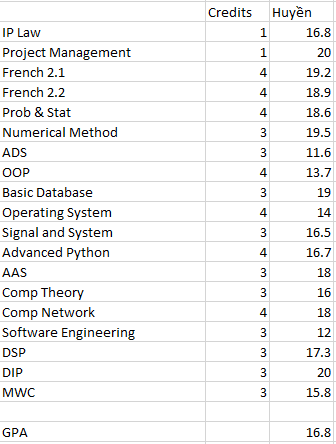 Credits Huyền
IP Law 1 16.8
Project Management 1 20
French 2.1 4 19.2
French 2.2 4 18.9
Prob & Stat 4 18.6
Numerical Method 3 19.5
ADS 3 11.6
OOP 4 13.7
Basic Database 3 19
Operating System 4 14
Signal and System 3 16.5
Advanced Python 4 16.7
AAS 3 18
Comp Theory 3 16
Comp Network 4 18
Software Engineering 3 12
DSP 3 17.3
DIP 3 20
MWC 3 15.8
GPA 16.8